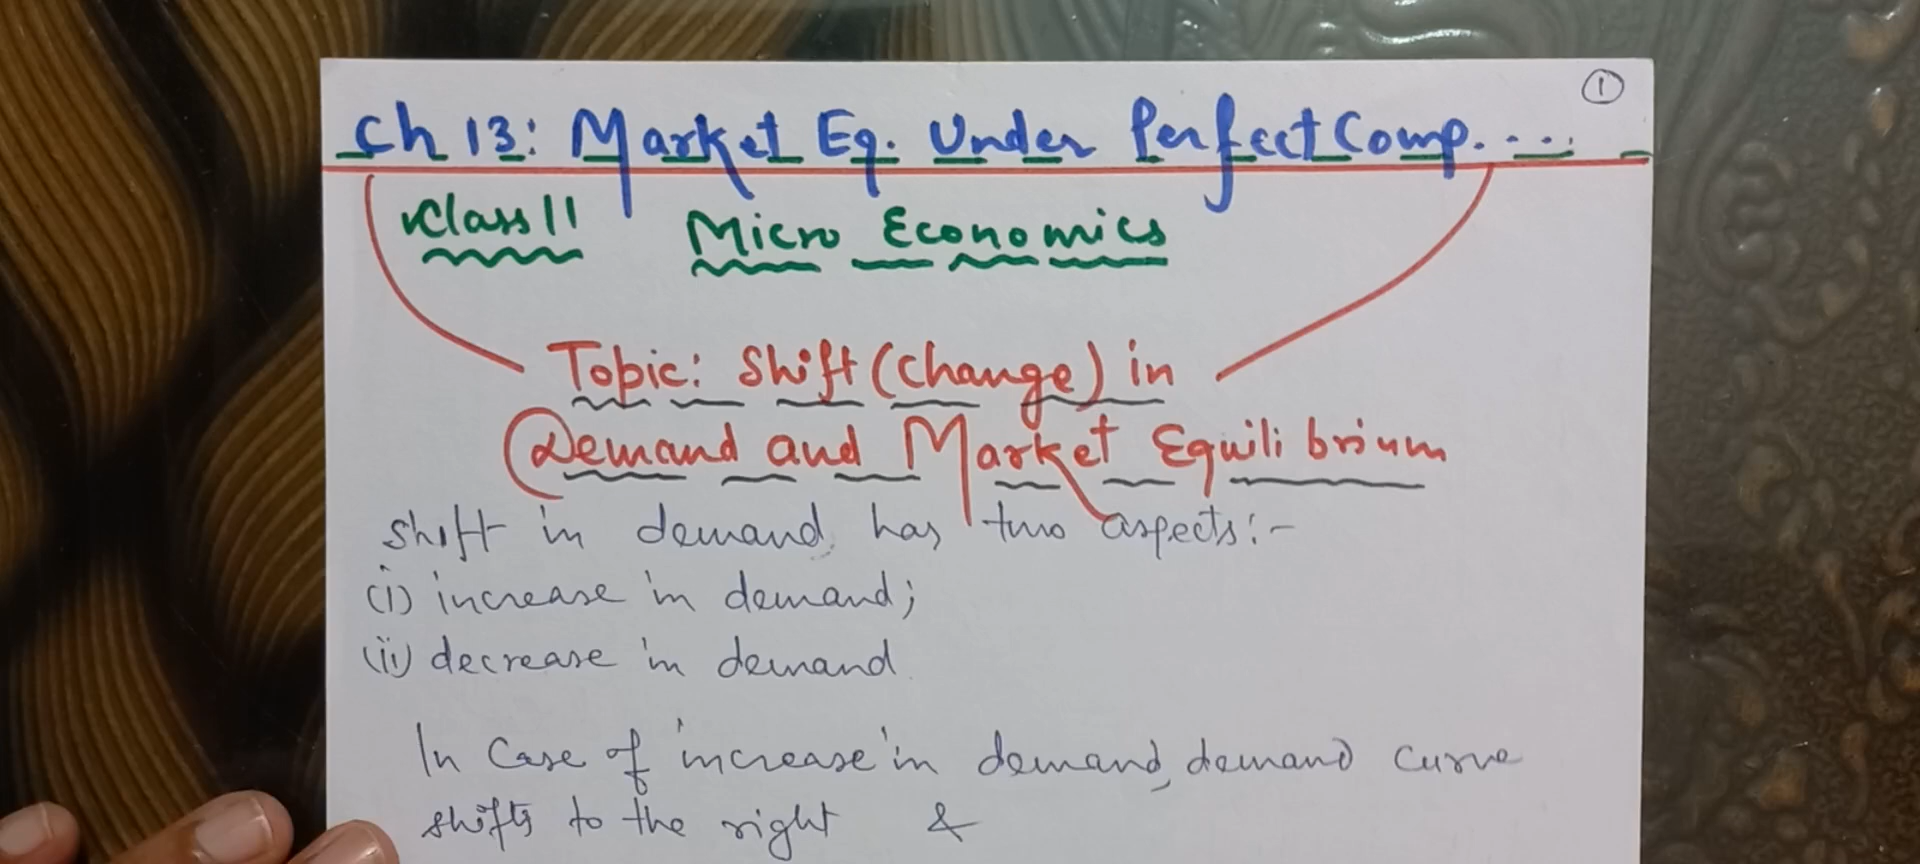 ①
Ch 13: Market Eq. Under Perfect Comp. ...
Class 11 Micro Economics
Topic: Shift (Change) in
Demand and Market Equilibrium
Shift in demand has two aspects:-
(i) increase in demand;
(ii) decrease in demand
In case of increase in demand, demand curve
shifts to the right &